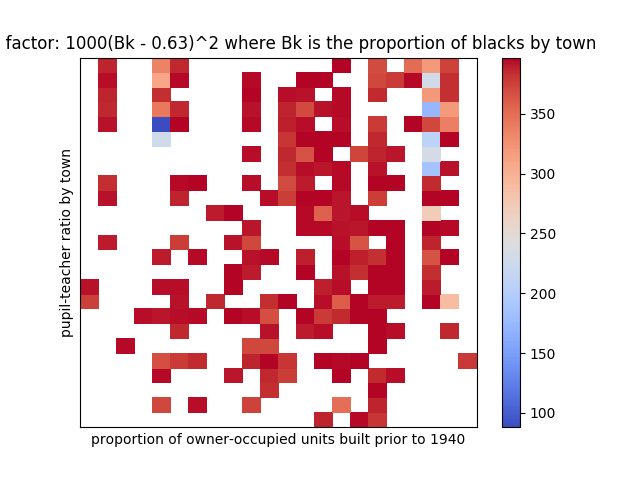 factor: 1000(Bk - 0.63)^2 where Bk is the proportion of blacks by town
pupil-teacher ratio by town
proportion of owner-occupied units built prior to 1940
350
300
250
200
150
100